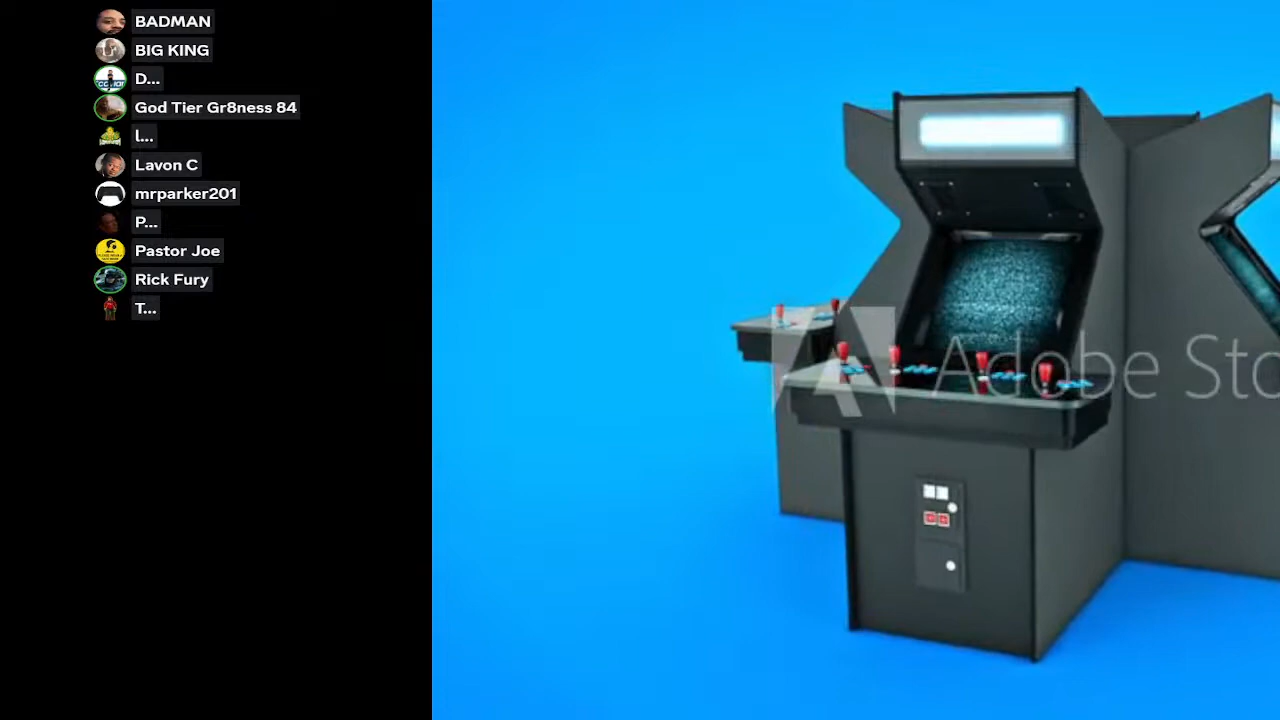 BADMAN
BIG KING
D...
God Tier Gr8ness 84
l...
Lavon C
mrparker201
P...
Pastor Joe
Rick Fury
T...
Adobe Sto